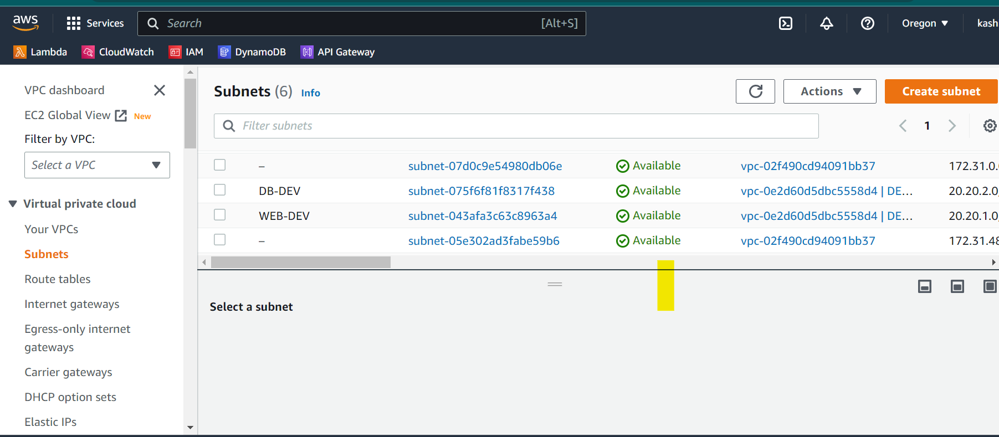 aws Services Search [Alt+S] Oregon kash
Lambda CloudWatch IAM DynamoDB API Gateway
VPC dashboard
EC2 Global View New
Filter by VPC:
Select a VPC
Virtual private cloud
Your VPCs
Subnets
Route tables
Internet gateways
Egress-only internet
gateways
Carrier gateways
DHCP option sets
Elastic IPs
Subnets (6) Info Actions Create subnet
Filter subnets 1
– subnet-07d0c9e54980db06e Available vpc-02f490cd94091bb37 172.31.0.
DB-DEV subnet-075f6f81f8317f438 Available vpc-0e2d60d5dbc5558d4 | DE... 20.20.2.0
WEB-DEV subnet-043afa3c63c8963a4 Available vpc-0e2d60d5dbc5558d4 | DE... 20.20.1.0
– subnet-05e302ad3fabe59b6 Available vpc-02f490cd94091bb37 172.31.48
Select a subnet